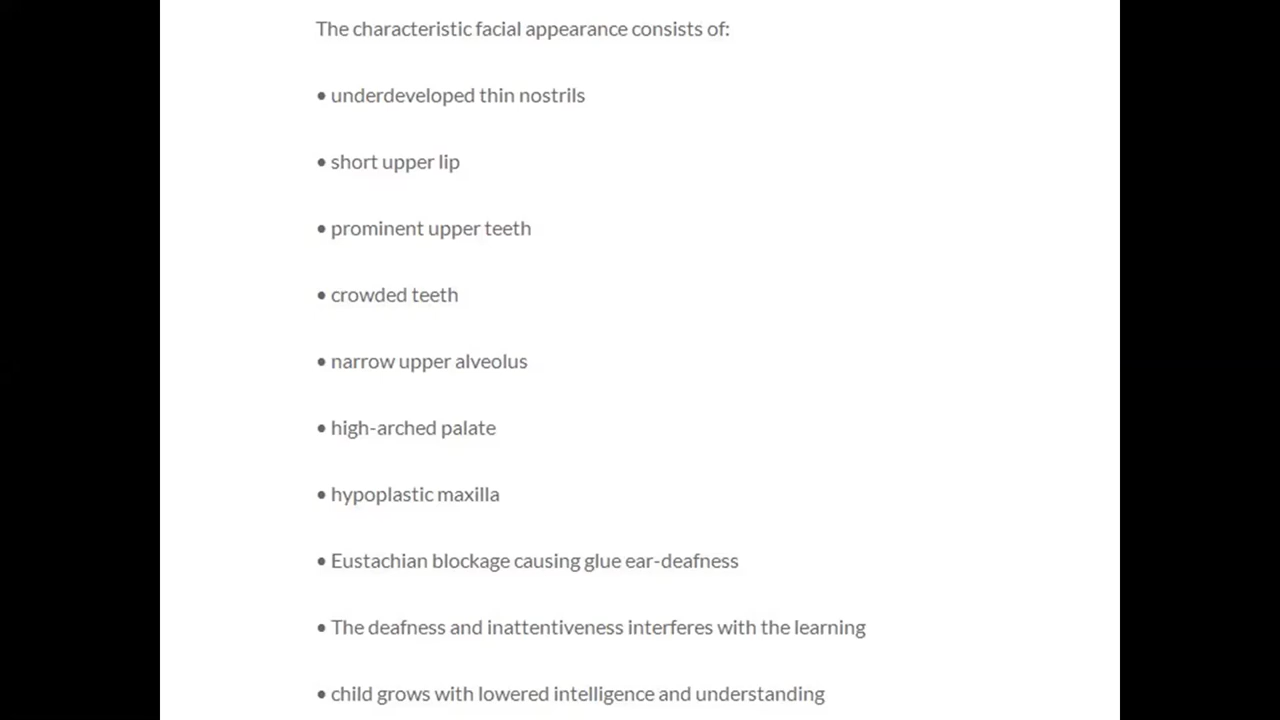 The characteristic facial appearance consists of:
• underdeveloped thin nostrils
• short upper lip
• prominent upper teeth
• crowded teeth
• narrow upper alveolus
• high-arched palate
• hypoplastic maxilla
• Eustachian blockage causing glue ear-deafness
• The deafness and inattentiveness interferes with the learning
• child grows with lowered intelligence and understanding